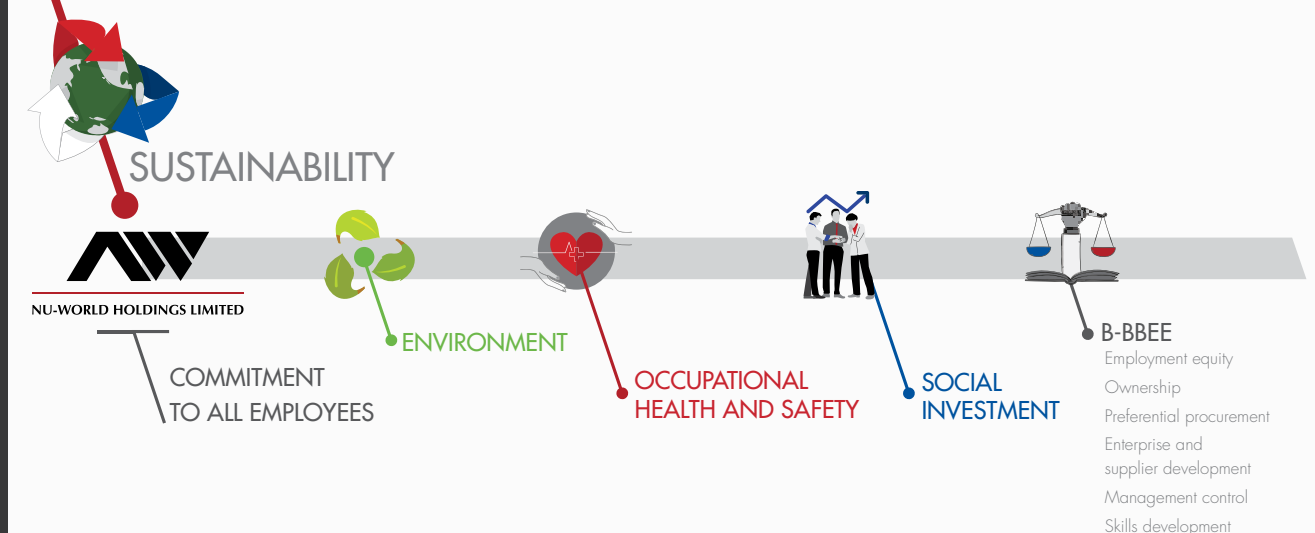 SUSTAINABILITY
NU-WORLD HOLDINGS LIMITED
COMMITMENT
TO ALL EMPLOYEES
ENVIRONMENT
OCCUPATIONAL
HEALTH AND SAFETY
SOCIAL
INVESTMENT
B-BBEE
Employment equity
Ownership
Preferential procurement
Enterprise and
supplier development
Management control
Skills development